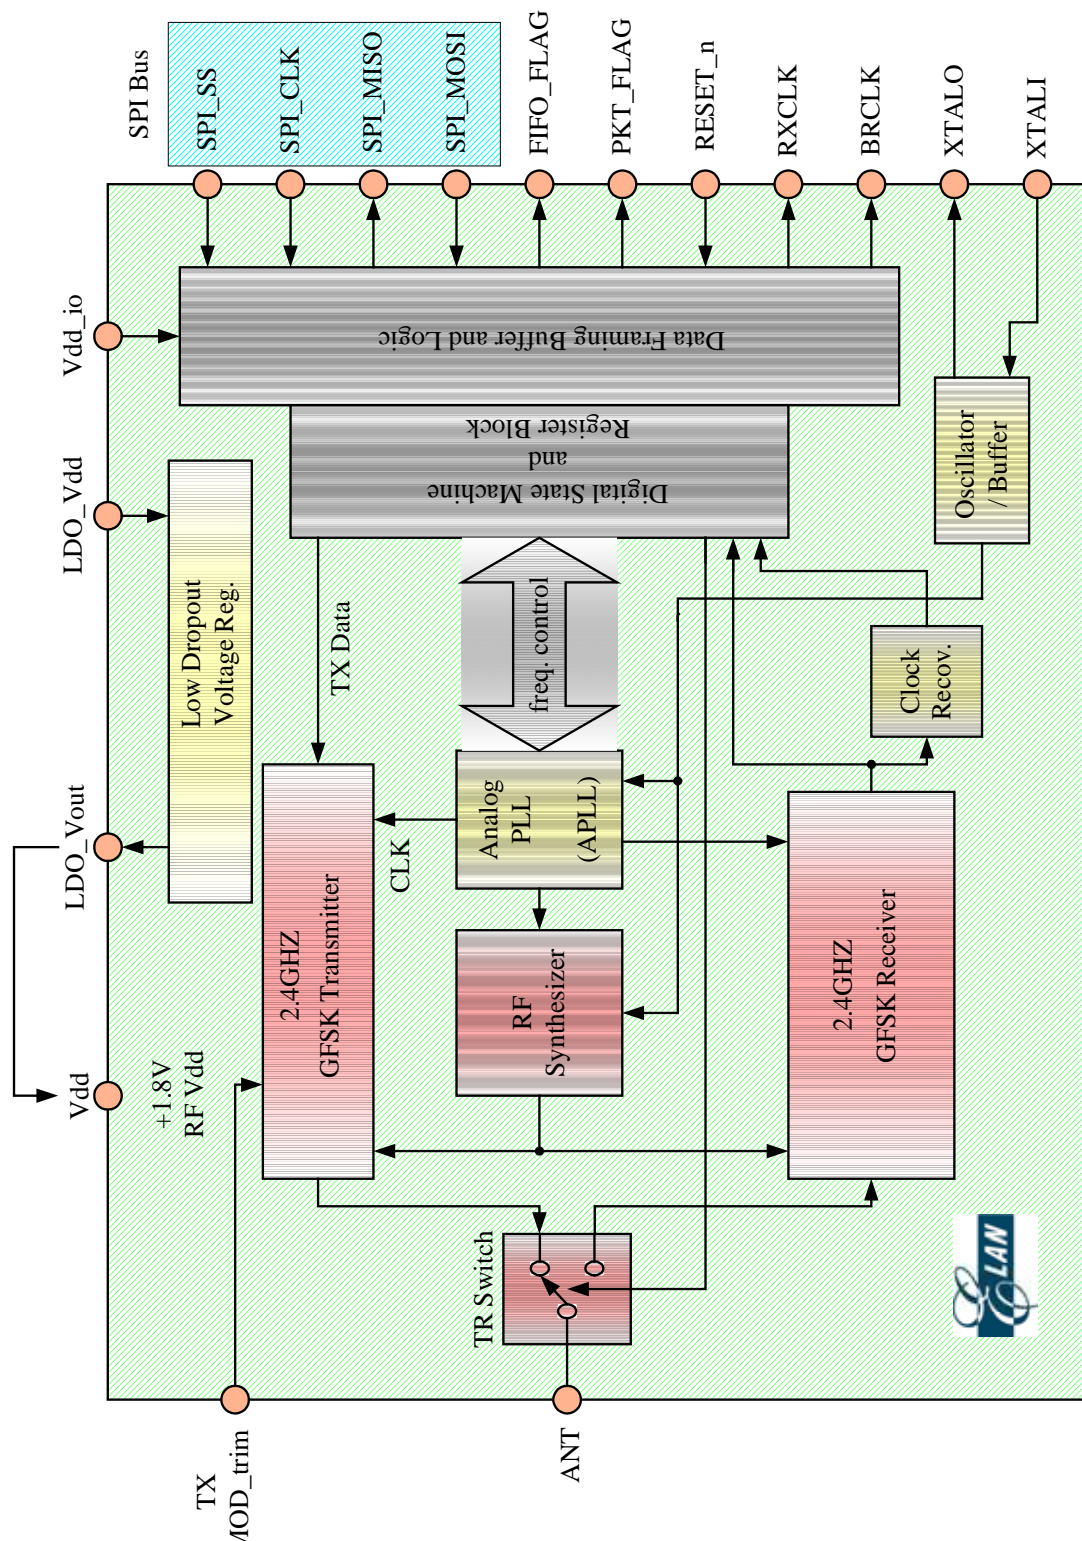 SPI Bus
SPI_SS
SPI_CLK
SPI_MISO
SPI_MOSI
FIFO_FLAG
PKT_FLAG
RESET_n
RXCLK
BRCLK
XTALO
XTALI
Vdd_io
LDO_Vdd
LDO_Vout
Vdd
+1.8V
RF Vdd
Data Framing Buffer and Logic
Digital State Machine
and
Register Block
Oscillator
/ Buffer
Low Dropout
Voltage Reg.
TX Data
freq. control
Clock
Recov.
Analog
PLL
(APLL)
CLK
2.4GHZ
GFSK Transmitter
RF
Synthesizer
2.4GHZ
GFSK Receiver
TR Switch
TX
MOD_trim
ANT
LAN